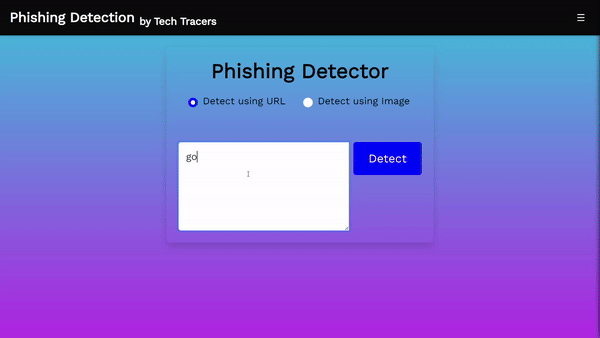 Phishing Detection by Tech Tracers
Phishing Detector
Detect using URL Detect using Image
go
Detect